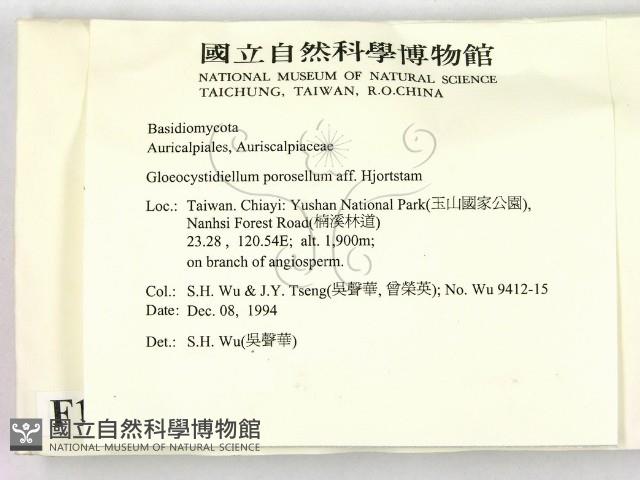 國立自然科學博物館
NATIONAL MUSEUM OF NATURAL SCIENCE
TAICHUNG, TAIWAN, R.O.CHINA
Basidiomycota
Auricalpiales, Auriscalpiaceae
Gloeocystidiellum porosellum aff. Hjortstam
Loc.: Taiwan. Chiayi: Yushan National Park(玉山國家公園),
Nanhsi Forest Road(楠溪林道)
23.28 , 120.54E; alt. 1,900m;
on branch of angiosperm.
Col.: S.H. Wu & J.Y. Tseng(吳聲華, 曾榮英); No. Wu 9412-15
Date: Dec. 08, 1994
Det.: S.H. Wu(吳聲華)
F1
國立自然科學博物館
NATIONAL MUSEUM OF NATURAL SCIENCE